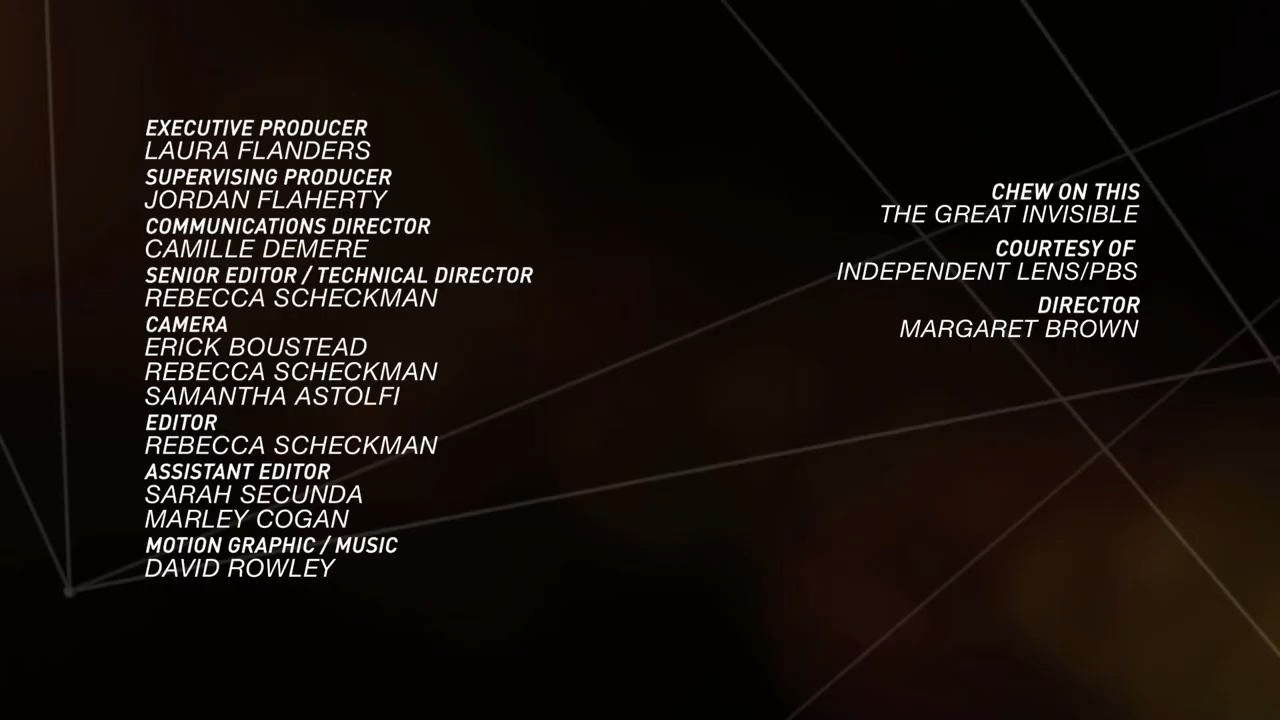 EXECUTIVE PRODUCER
LAURA FLANDERS
SUPERVISING PRODUCER
JORDAN FLAHERTY
COMMUNICATIONS DIRECTOR
CAMILLE DEMERE
SENIOR EDITOR / TECHNICAL DIRECTOR
REBECCA SCHECKMAN
CAMERA
ERICK BOUSTEAD
REBECCA SCHECKMAN
SAMANTHA ASTOLFI
EDITOR
REBECCA SCHECKMAN
ASSISTANT EDITOR
SARAH SECUNDA
MARLEY COGAN
MOTION GRAPHIC / MUSIC
DAVID ROWLEY
CHEW ON THIS
THE GREAT INVISIBLE
COURTESY OF
INDEPENDENT LENS/PBS
DIRECTOR
MARGARET BROWN